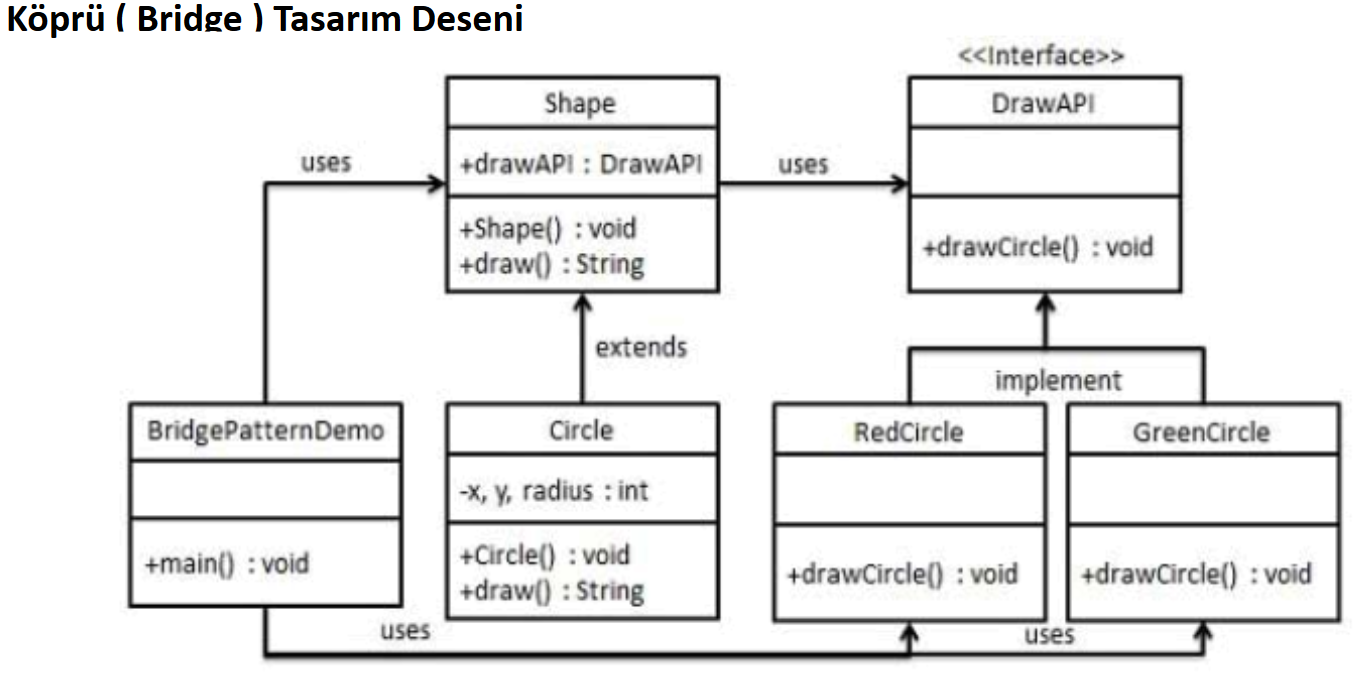 Köprü ( Bridge ) Tasarım Deseni
<<Interface>>
Shape
DrawAPI
+drawAPI : DrawAPI
uses
uses
+Shape() : void
+draw() : String
+drawCircle() : void
extends
implement
BridgePatternDemo
Circle
RedCircle
GreenCircle
-x, y, radius : int
+main() : void
+Circle() : void
+draw() : String
+drawCircle() : void
+drawCircle() : void
uses
uses